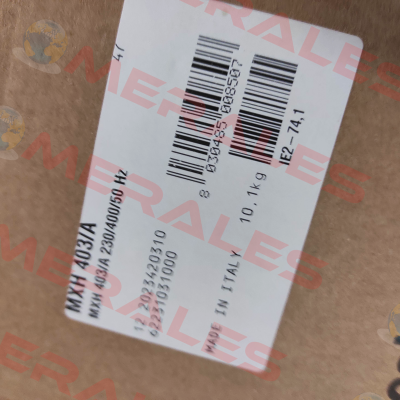 47
MXH 403/A
MXH 403/A 230/400/50 Hz
8 030485 008507
12 2023420310
62231031000
10.1kg
IE2-74,1
MADE IN ITALY
MERALES